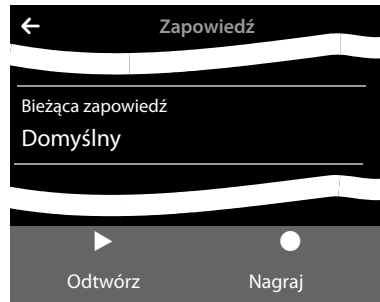 Zapowiedź
Bieżąca zapowiedź
Domyślny
Odtwórz
Nagraj